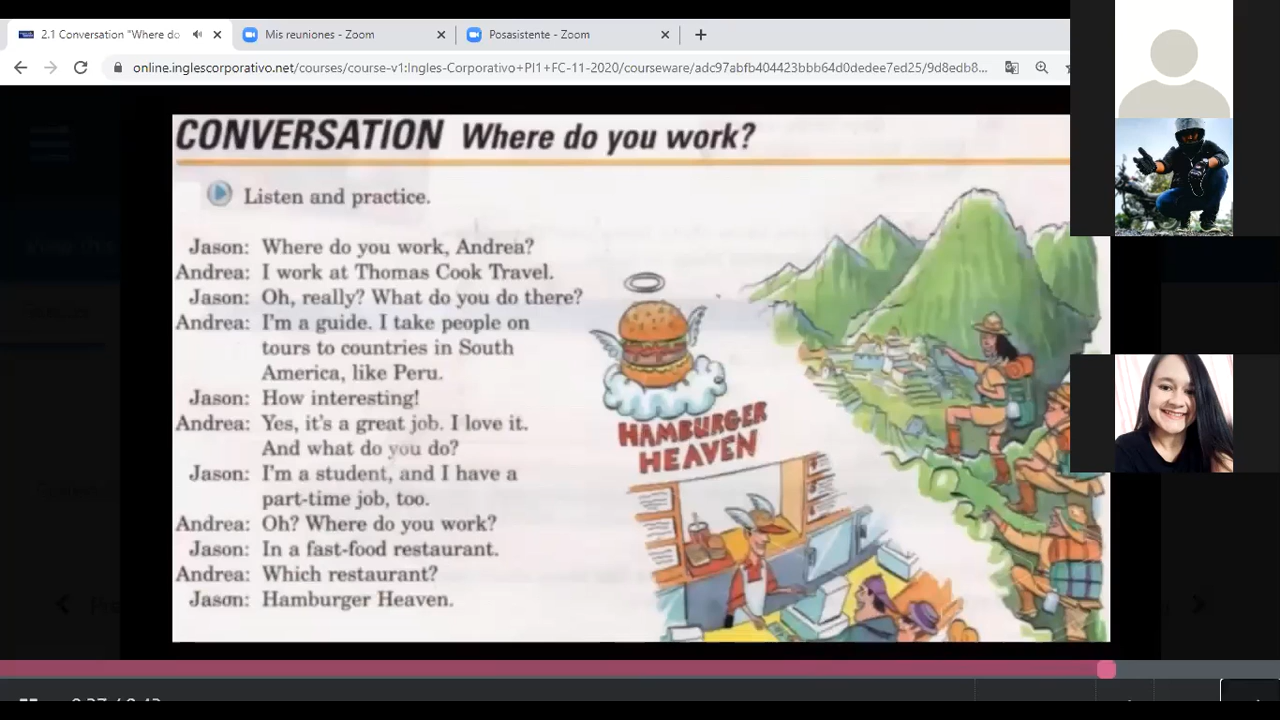 2.1 Conversation "Where do
Mis reuniones - Zoom
Posasistente - Zoom
online.inglescorporativo.net/courses/course-v1:Ingles-Corporativo+PI1+FC-11-2020/courseware/adc97abfb404423bbb64d0dedee7ed25/9d8edb8...
CONVERSATION Where do you work?
Listen and practice.
Jason: Where do you work, Andrea?
Andrea: I work at Thomas Cook Travel.
Jason: Oh, really? What do you do there?
Andrea: I'm a guide. I take people on
tours to countries in South
America, like Peru.
Jason: How interesting!
Andrea: Yes, it's a great job. I love it.
And what do you do?
Jason: I'm a student, and I have a
part-time job, too.
Andrea: Oh? Where do you work?
Jason: In a fast-food restaurant.
Andrea: Which restaurant?
Jason: Hamburger Heaven.
HAMBURGER
HEAVEN